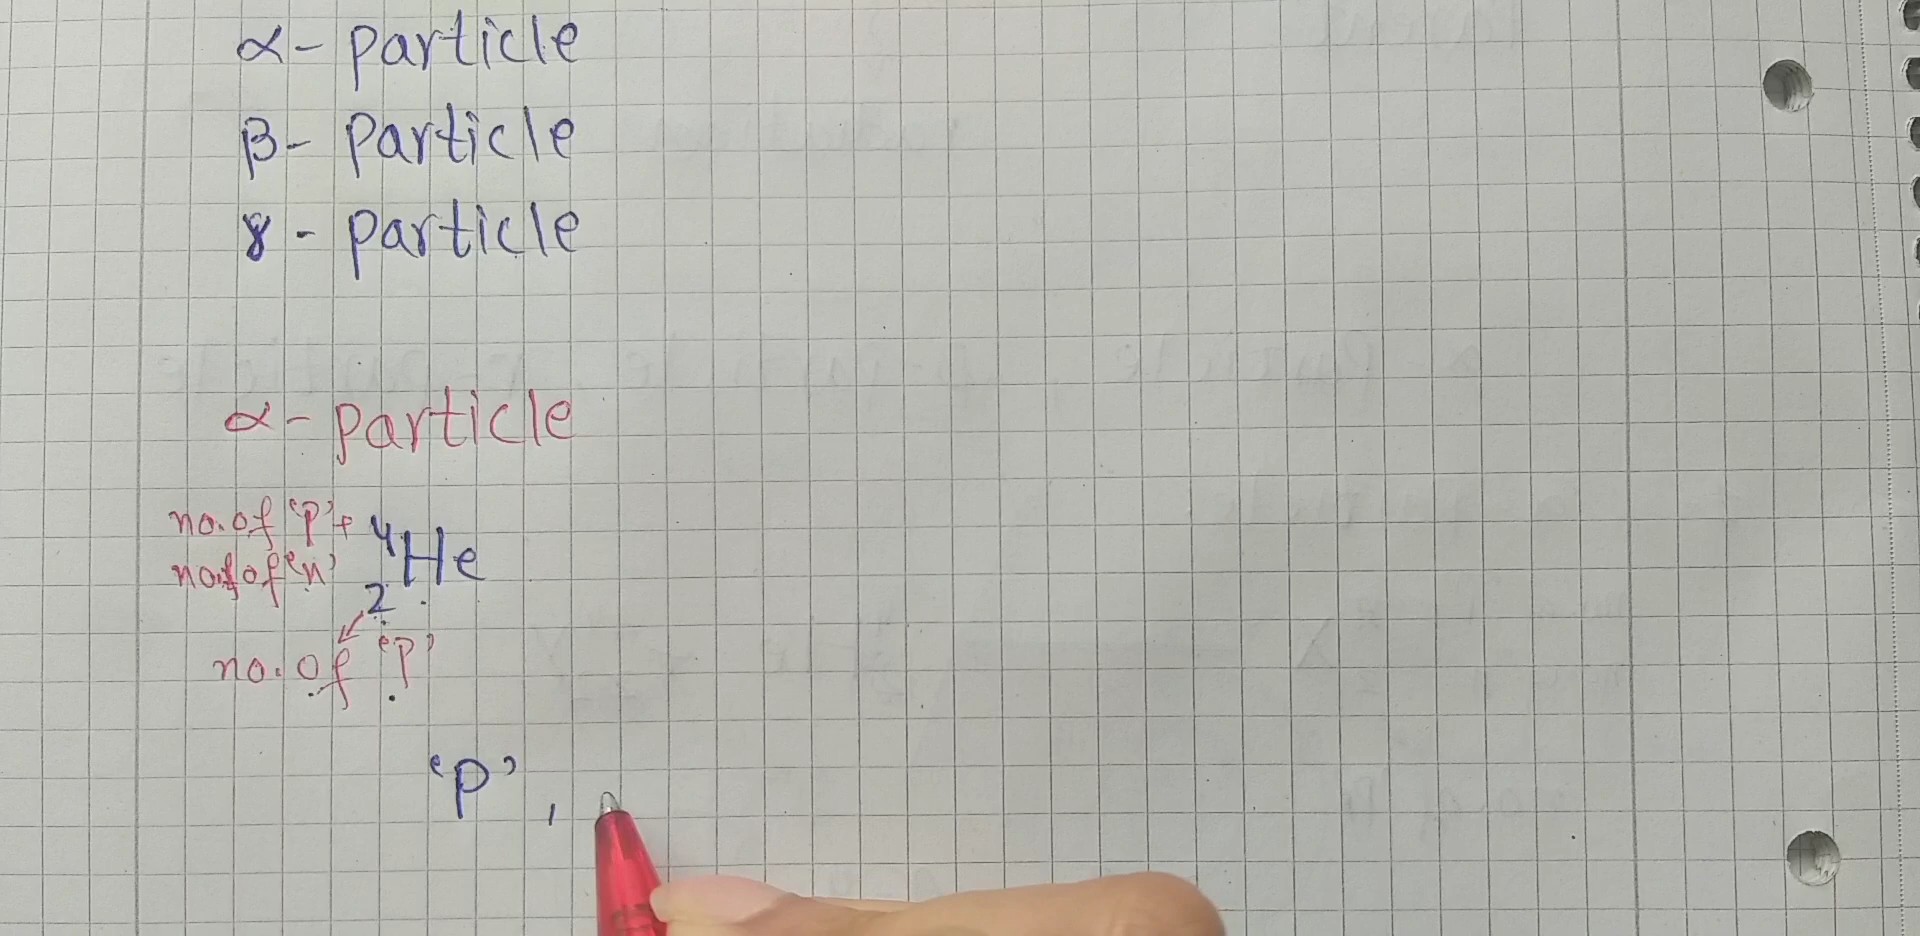 α- particle
β- particle
γ - particle
α- particle
no. of 'p' +
no. of 'n'
4
He
2
no. of 'p'
'p' ,